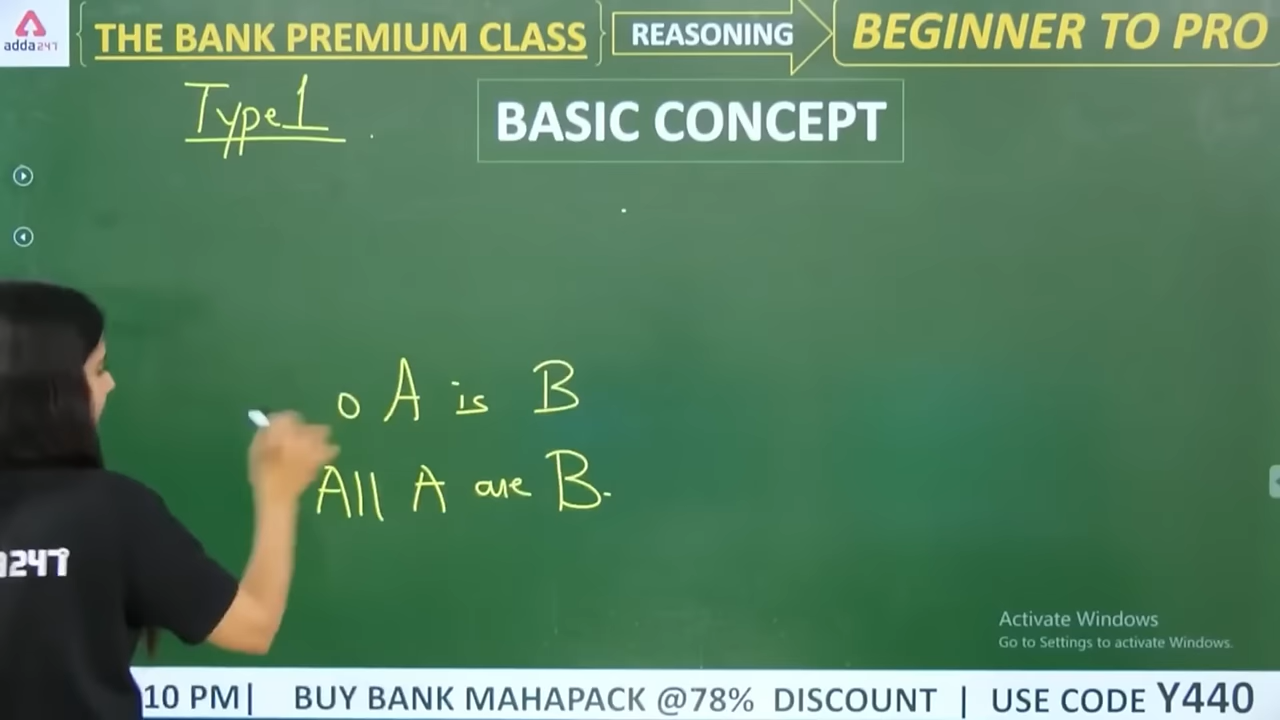 adda247
THE BANK PREMIUM CLASS
REASONING
BEGINNER TO PRO
Type 1
BASIC CONCEPT
o A is B
All A are B.
a247
Activate Windows
Go to Settings to activate Windows.
10 PM| BUY BANK MAHAPACK @78% DISCOUNT | USE CODE Y440